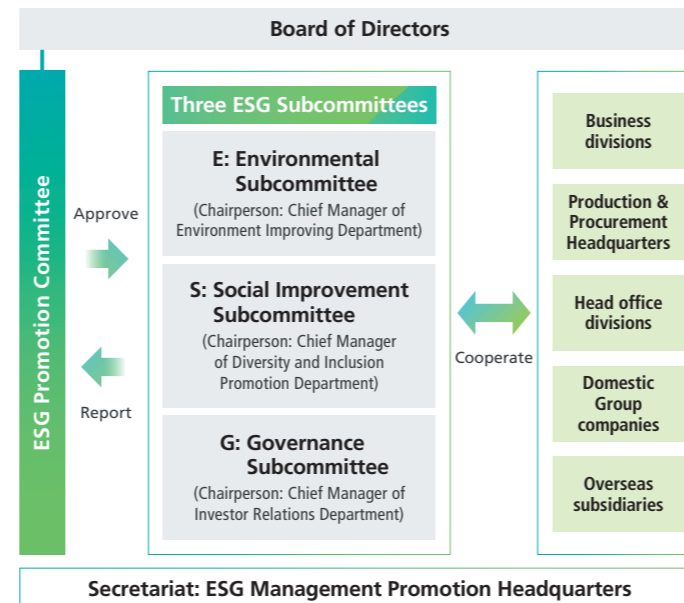 Board of Directors
ESG Promotion Committee
Approve
Report
Three ESG Subcommittees
E: Environmental
Subcommittee
(Chairperson: Chief Manager of
Environment Improving Department)
S: Social Improvement
Subcommittee
(Chairperson: Chief Manager
of Diversity and Inclusion
Promotion Department)
G: Governance
Subcommittee
(Chairperson: Chief Manager of
Investor Relations Department)
Cooperate
Business
divisions
Production &
Procurement
Headquarters
Head office
divisions
Domestic
Group
companies
Overseas
subsidiaries
Secretariat: ESG Management Promotion Headquarters